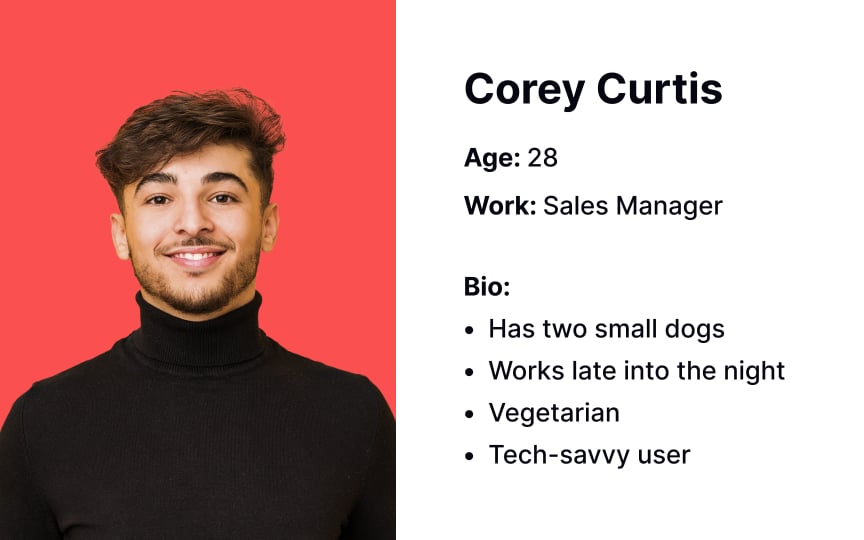 Corey Curtis
Age: 28
Work: Sales Manager
Bio:
• Has two small dogs
• Works late into the night
• Vegetarian
• Tech-savvy user